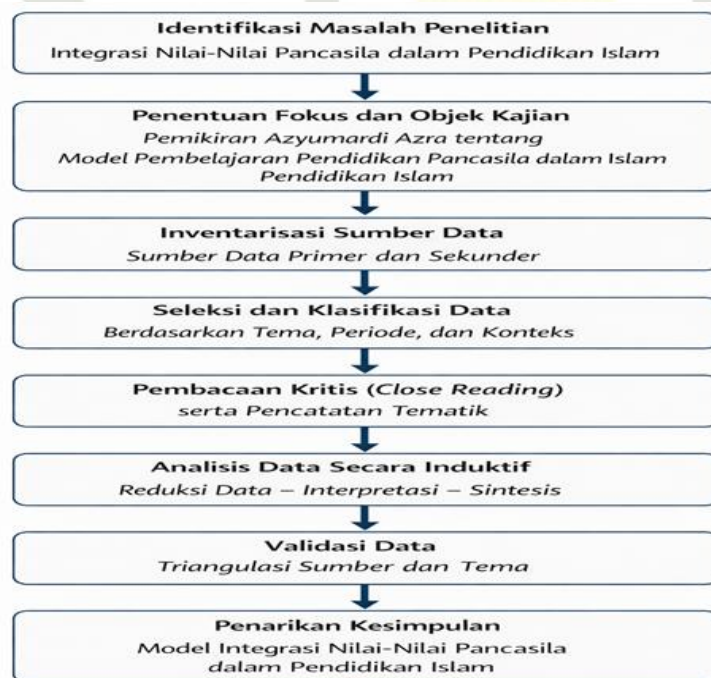 Identifikasi Masalah Penelitian
Integrasi Nilai-Nilai Pancasila dalam Pendidikan Islam
Penentuan Fokus dan Objek Kajian
Pemikiran Azyumardi Azra tentang
Model Pembelajaran Pendidikan Pancasila dalam Islam
Pendidikan Islam
Inventarisasi Sumber Data
Sumber Data Primer dan Sekunder
Seleksi dan Klasifikasi Data
Berdasarkan Tema, Periode, dan Konteks
Pembacaan Kritis (Close Reading)
serta Pencatatan Tematik
Analisis Data Secara Induktif
Reduksi Data – Interpretasi – Sintesis
Validasi Data
Triangulasi Sumber dan Tema
Penarikan Kesimpulan
Model Integrasi Nilai-Nilai Pancasila
dalam Pendidikan Islam